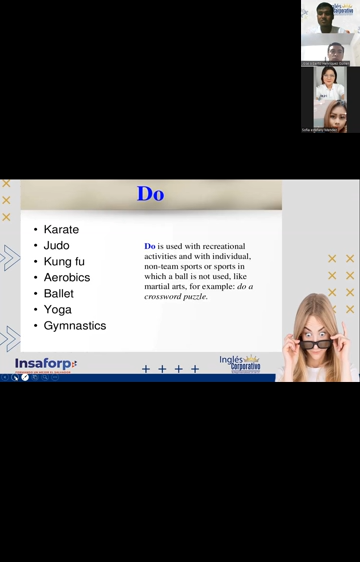 Inglés
Corporativo
Do
• Karate
• Judo
• Kung fu
• Aerobics
• Ballet
• Yoga
• Gymnastics
Do is used with recreational
activities and with individual,
non-team sports or sports in
which a ball is not used, like
martial arts, for example: do a
crossword puzzle.
Insaforp
Inglés
Corporativo